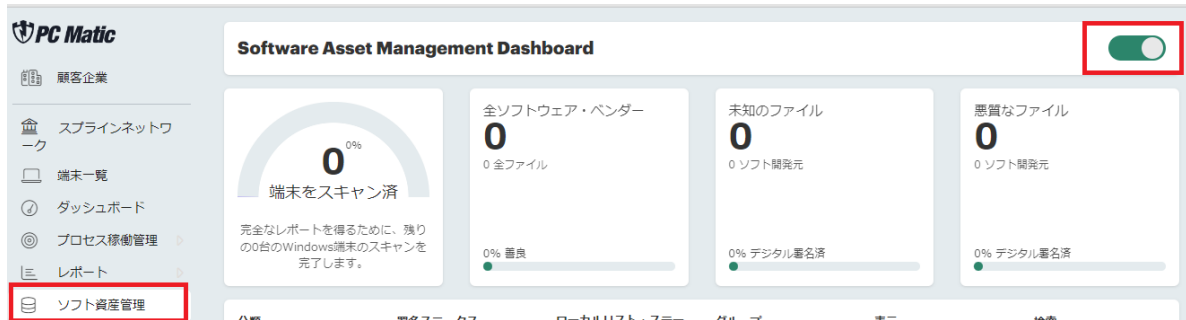 PC Matic
顧客企業
スプラインネットワ
ーク
端末一覧
ダッシュボード
プロセス稼働管理
レポート
ソフト資産管理
Software Asset Management Dashboard
0%
0
端末をスキャン済
完全なレポートを得るために、残り
の0台のWindows端末のスキャンを
完了します。
全ソフトウェア・ベンダー
0
0 全ファイル
0% 善良
未知のファイル
0
0 ソフト開発元
0% デジタル署名済
悪質なファイル
0
0 ソフト開発元
0% デジタル署名済